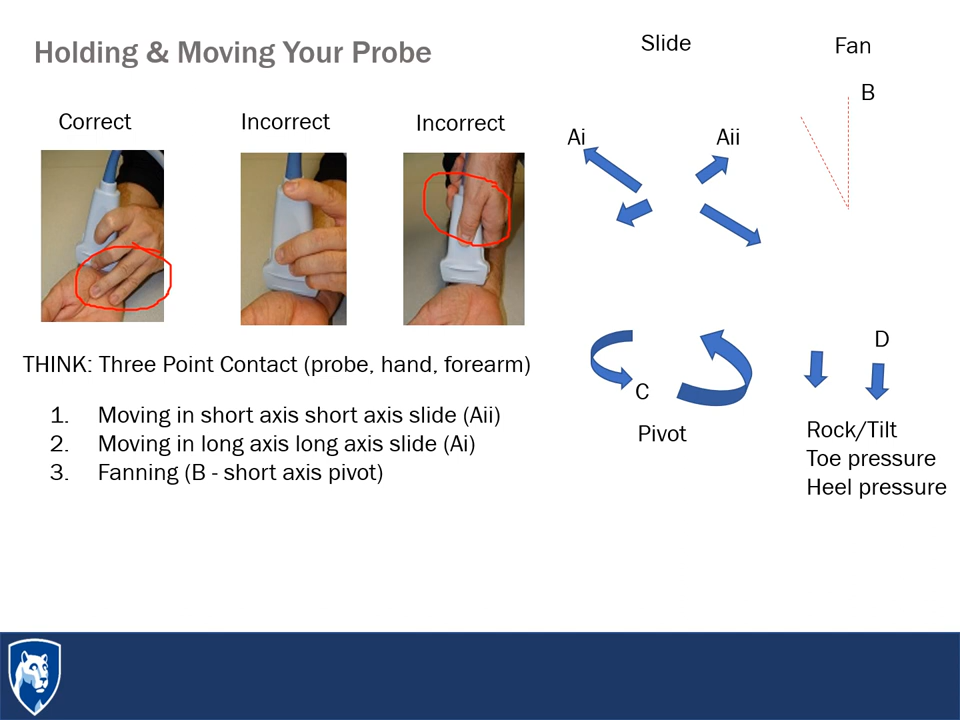 Holding & Moving Your Probe
Slide
Fan
B
Correct
Incorrect
Incorrect
Ai
Aii
THINK: Three Point Contact (probe, hand, forearm)
1. Moving in short axis short axis slide (Aii)
2. Moving in long axis long axis slide (Ai)
3. Fanning (B - short axis pivot)
C
Pivot
D
Rock/Tilt
Toe pressure
Heel pressure